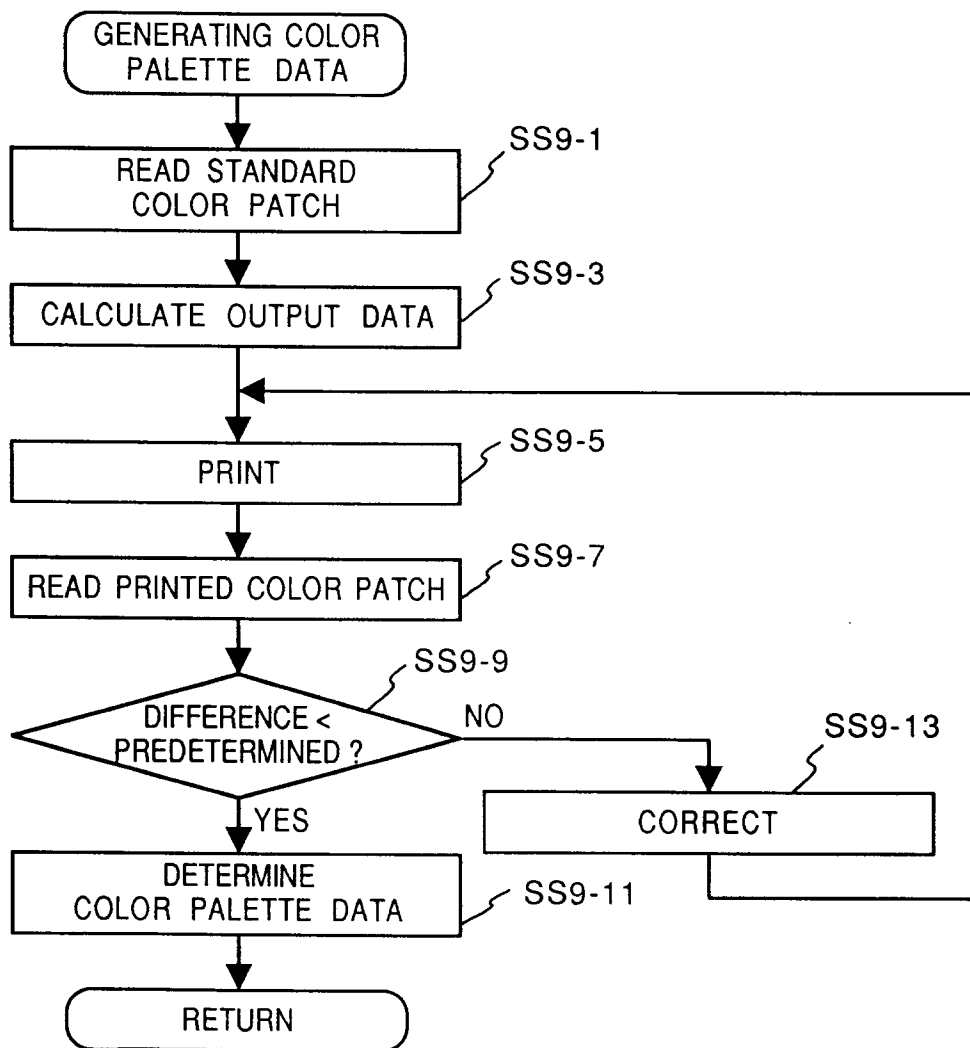 GENERATING COLOR
PALETTE DATA
SS9-1
READ STANDARD
COLOR PATCH
SS9-3
CALCULATE OUTPUT DATA
SS9-5
PRINT
SS9-7
READ PRINTED COLOR PATCH
SS9-9
DIFFERENCE <
PREDETERMINED ?
NO
SS9-13
CORRECT
YES
DETERMINE
COLOR PALETTE DATA
SS9-11
RETURN